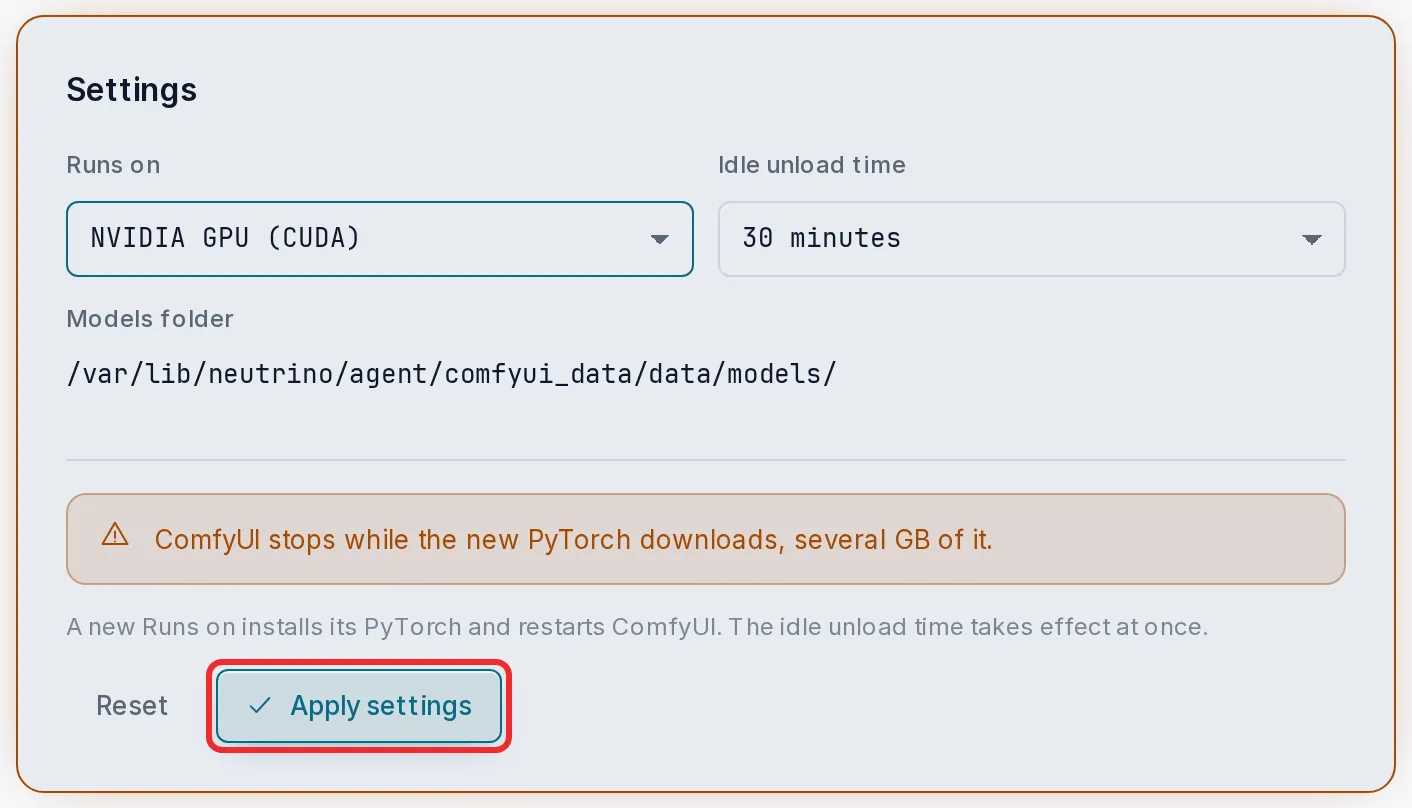 Settings
Runs on
Idle unload time
NVIDIA GPU (CUDA)
30 minutes
Models folder
/var/lib/neutrino/agent/comfyui_data/data/models/
ComfyUI stops while the new PyTorch downloads, several GB of it.
A new Runs on installs its PyTorch and restarts ComfyUI. The idle unload time takes effect at once.
Reset
Apply settings